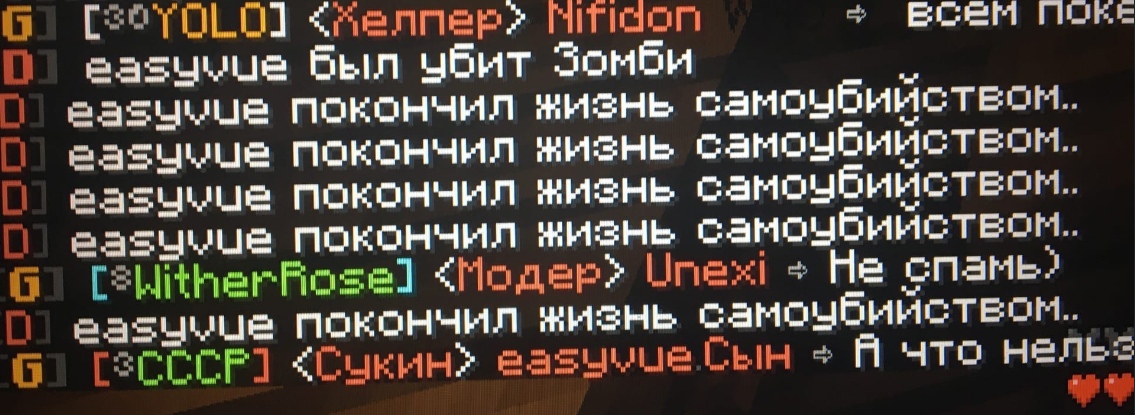 G] [30YOLO] <Хелпер> Nifidon ⇨ всем поке
D] easyvue был убит Зомби
D] easyvue покончил жизнь самоубийством..
D] easyvue покончил жизнь самоубийством..
D] easyvue покончил жизнь самоубийством..
D] easyvue покончил жизнь самоубийством..
G] [8WitherRose] <Модер> Unexi ⇨ Не спамь)
D] easyvue покончил жизнь самоубийством..
G] [3СССР] <Сукин> easyvue.Сын ⇨ А что нельз